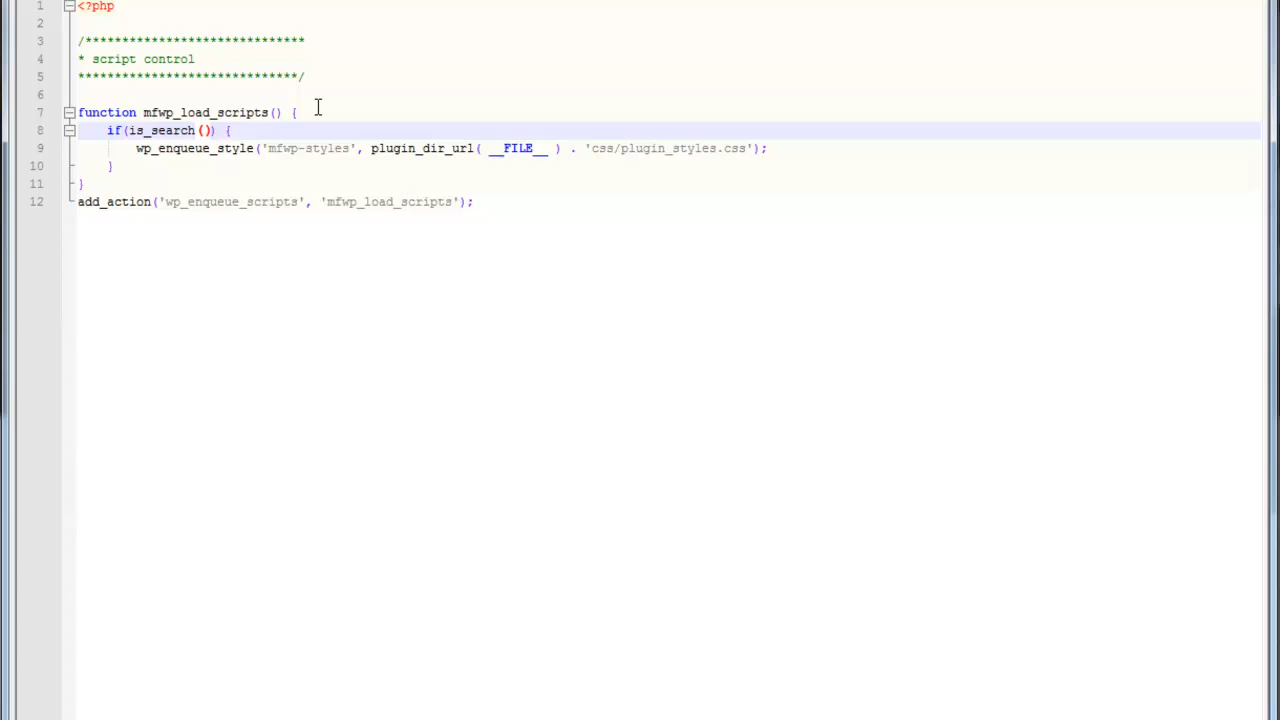 1 <?php
2
3 /******************************
4 * script control
5 ******************************/
6
7 function mfwp_load_scripts() {
8 if(is_search()) {
9 wp_enqueue_style('mfwp-styles', plugin_dir_url( __FILE__ ) . 'css/plugin_styles.css');
10 }
11 }
12 add_action('wp_enqueue_scripts', 'mfwp_load_scripts');